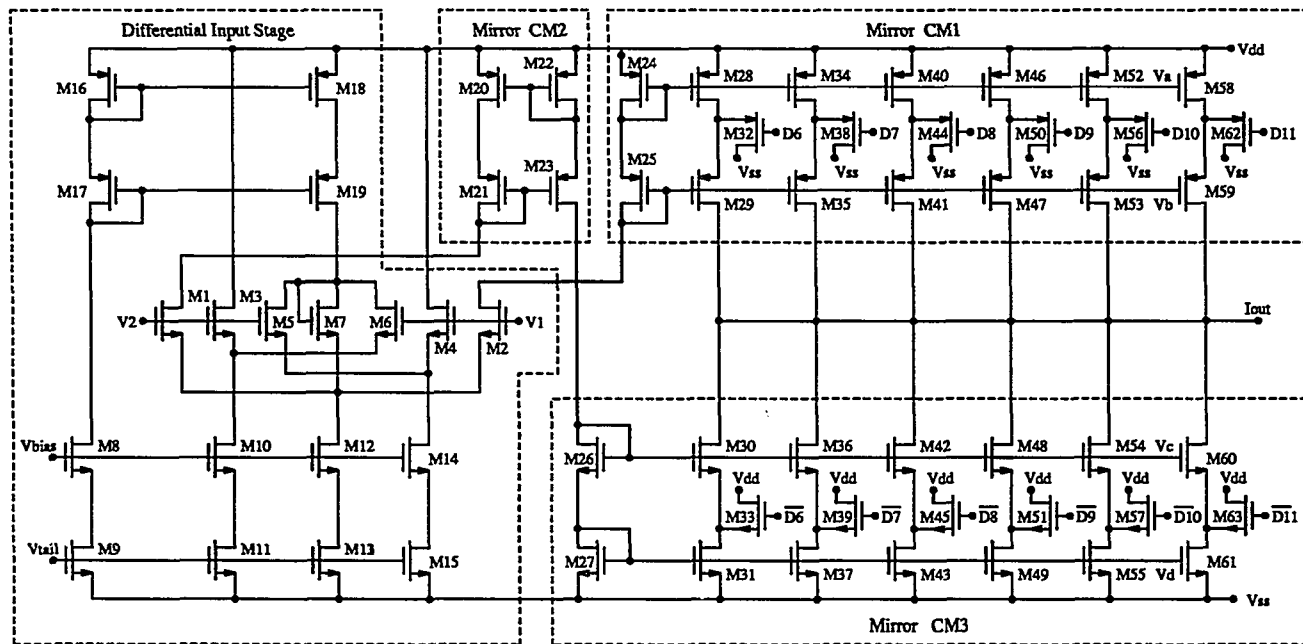 Differential Input Stage
Mirror CM2
Mirror CM1
Vdd
M16
M18
M20
M22
M24
M28
M34
M40
M46
M52
Va
M58
M32
D6
M38
D7
M44
D8
M50
D9
M56
D10
M62
D11
Vss
Vss
Vss
Vss
Vss
Vss
M17
M19
M21
M23
M25
M29
M35
M41
M47
M53
Vb
M59
V2
M1
M3
M5
M7
M6
M4
M2
V1
Iout
Vbias
M8
M10
M12
M14
M26
M30
M36
M42
M48
M54
Vc
M60
Vdd
Vdd
Vdd
Vdd
Vdd
Vdd
M33
D6
M39
D7
M45
D8
M51
D9
M57
D10
M63
D11
Vtail
M9
M11
M13
M15
M27
M31
M37
M43
M49
M55
Vd
M61
Vss
Mirror CM3